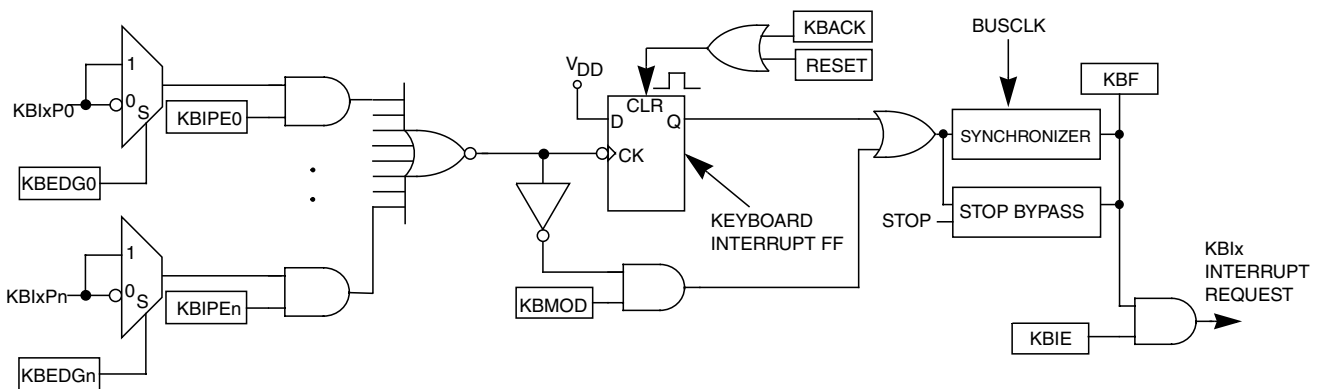 KBIxP0
1
0
S
KBIPE0
KBEDG0
KBIxPn
1
0
S
KBIPEn
KBEDGn
VDD
CLR
D
Q
CK
KBACK
RESET
KEYBOARD
INTERRUPT FF
KBMOD
BUSCLK
SYNCHRONIZER
STOP
STOP BYPASS
KBF
KBIE
KBIx
INTERRUPT
REQUEST